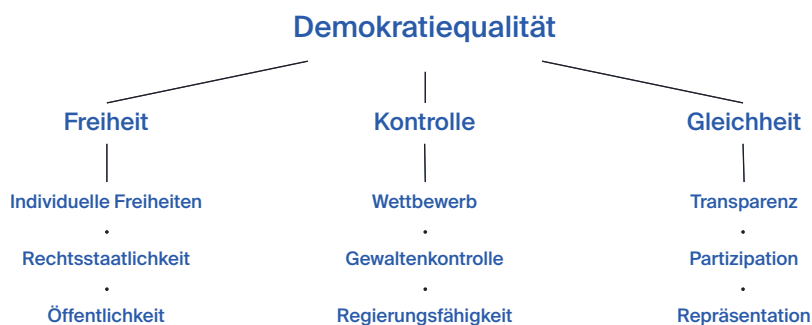 Demokratiequalität
Freiheit
Kontrolle
Gleichheit
Individuelle Freiheiten
Wettbewerb
Transparenz
Rechtsstaatlichkeit
Gewaltenkontrolle
Partizipation
Öffentlichkeit
Regierungsfähigkeit
Repräsentation